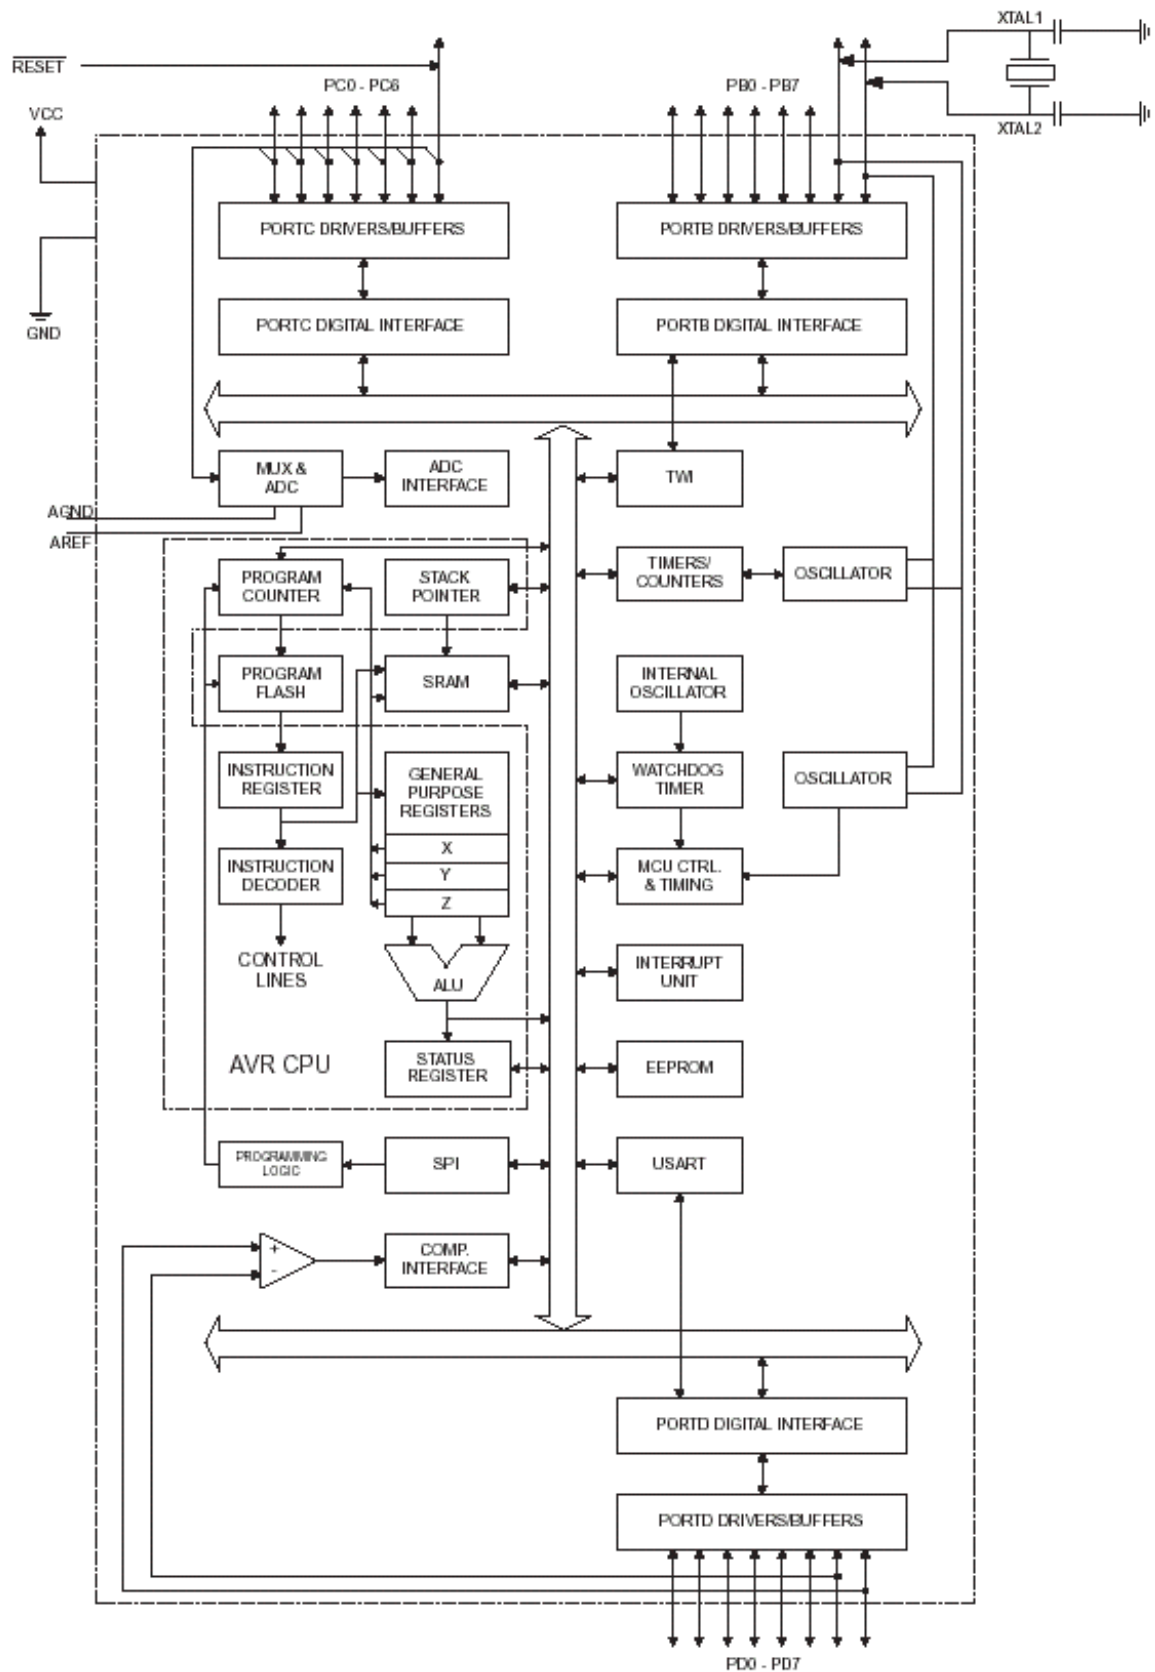 XTAL1
RESET
PC0 - PC6
PB0 - PB7
VCC
XTAL2
PORTC DRIVERS/BUFFERS
PORTB DRIVERS/BUFFERS
GND
PORTC DIGITAL INTERFACE
PORTB DIGITAL INTERFACE
MUX &
ADC
ADC
INTERFACE
TWI
AGND
AREF
PROGRAM
COUNTER
STACK
POINTER
TIMERS/
COUNTERS
OSCILLATOR
PROGRAM
FLASH
SRAM
INTERNAL
OSCILLATOR
INSTRUCTION
REGISTER
GENERAL
PURPOSE
REGISTERS
WATCHDOG
TIMER
OSCILLATOR
X
INSTRUCTION
DECODER
Y
MCU CTRL.
& TIMING
Z
CONTROL
LINES
ALU
INTERRUPT
UNIT
AVR CPU
STATUS
REGISTER
EEPROM
PROGRAMMING
LOGIC
SPI
USART
+
-
COMP.
INTERFACE
PORTD DIGITAL INTERFACE
PORTD DRIVERS/BUFFERS
PD0 - PD7